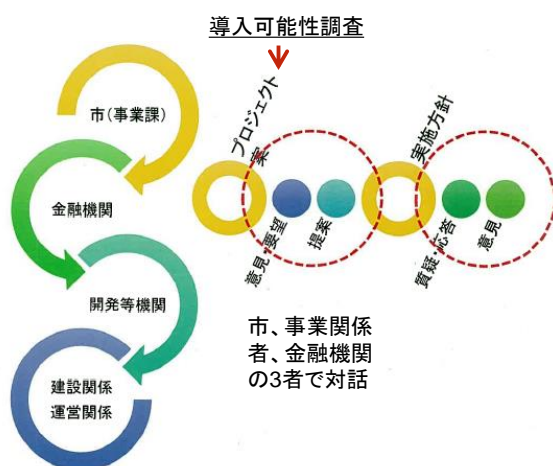 導入可能性調査
市（事業課）
金融機関
開発等機関
建設関係
運営関係
プロジェクト
案
意見・要望
提案
実施方針
質疑・応答
意見
市、事業関係
者、金融機関
の3者で対話